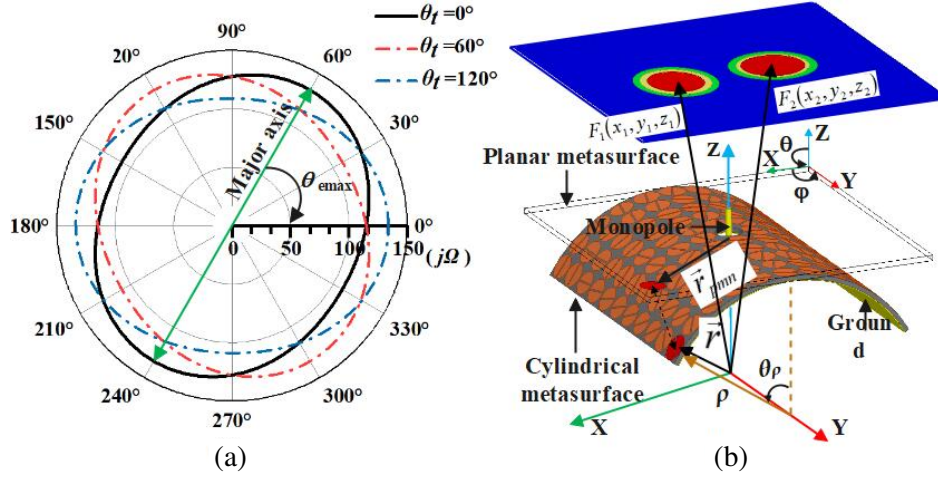 θt =0°
θt =60°
θt =120°
90°
60°
30°
0°
330°
300°
270°
240°
210°
180°
150°
20°
Major axis
θemax
0 50 100 150
(jΩ)
(a)
F1(x1, y1, z1)
F2(x2, y2, z2)
Planar metasurface
Z
X
θ
Z
Y
φ
Monopole
r⃗pmn
r⃗
Groun
d
Cylindrical
metasurface
ρ
θρ
X
Y
(b)